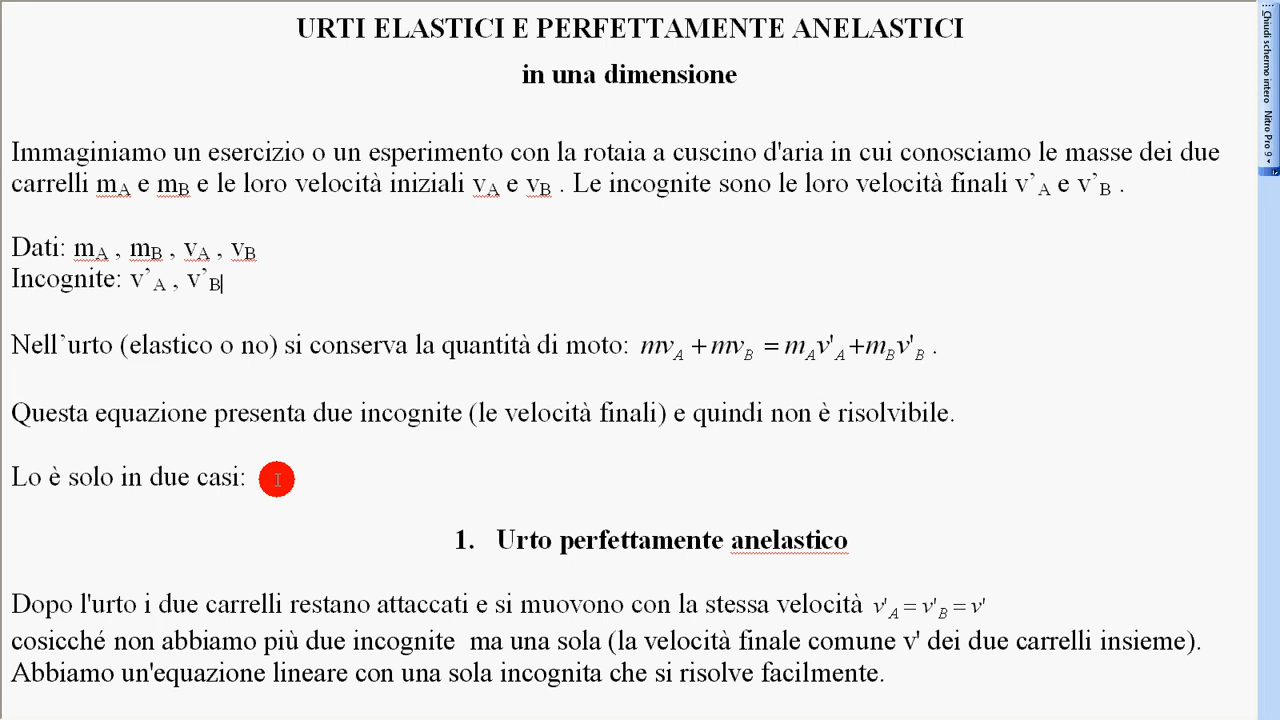 URTI ELASTICI E PERFETTAMENTE ANELASTICI
in una dimensione
Immaginiamo un esercizio o un esperimento con la rotaia a cuscino d'aria in cui conosciamo le masse dei due
carrelli mA e mB e le loro velocità iniziali vA e vB . Le incognite sono le loro velocità finali v’A e v’B .
Dati: mA , mB , vA , vB
Incognite: v’A , v’B
Nell’urto (elastico o no) si conserva la quantità di moto: mvA + mvB = mAv'A+mBv'B .
Questa equazione presenta due incognite (le velocità finali) e quindi non è risolvibile.
Lo è solo in due casi:
1. Urto perfettamente anelastico
Dopo l'urto i due carrelli restano attaccati e si muovono con la stessa velocità v'A = v'B = v'
cosicché non abbiamo più due incognite ma una sola (la velocità finale comune v' dei due carrelli insieme).
Abbiamo un'equazione lineare con una sola incognita che si risolve facilmente.
Chiudi schermo intero
Nitro Pro 9